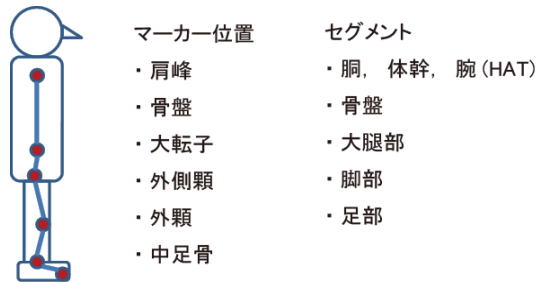 マーカー位置
・肩峰
・骨盤
・大転子
・外側顆
・外顆
・中足骨
セグメント
・胴, 体幹, 腕(HAT)
・骨盤
・大腿部
・脚部
・足部